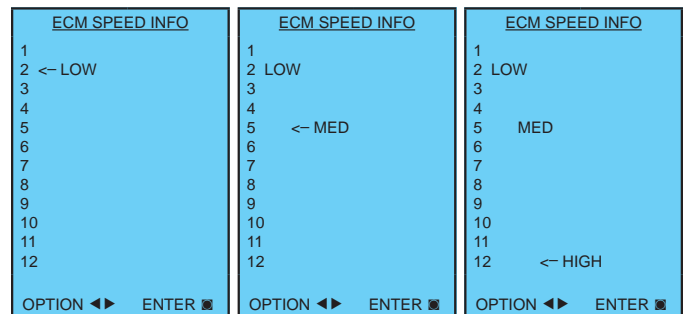 ECM SPEED INFO
1
2 <– LOW
3
4
5
6
7
8
9
10
11
12
OPTION ◄► ENTER ◙
ECM SPEED INFO
1
2 LOW
3
4
5 <– MED
6
7
8
9
10
11
12
OPTION ◄► ENTER ◙
ECM SPEED INFO
1
2 LOW
3
4
5 MED
6
7
8
9
10
11
12 <– HIGH
OPTION ◄► ENTER ◙